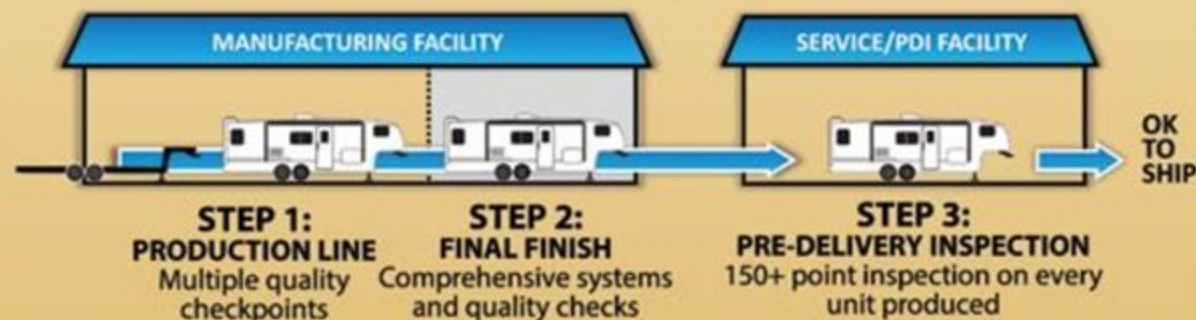 MANUFACTURING FACILITY
SERVICE/PDI FACILITY
OK
TO
SHIP
STEP 1:
PRODUCTION LINE
Multiple quality
checkpoints
STEP 2:
FINAL FINISH
Comprehensive systems
and quality checks
STEP 3:
PRE-DELIVERY INSPECTION
150+ point inspection on every
unit produced